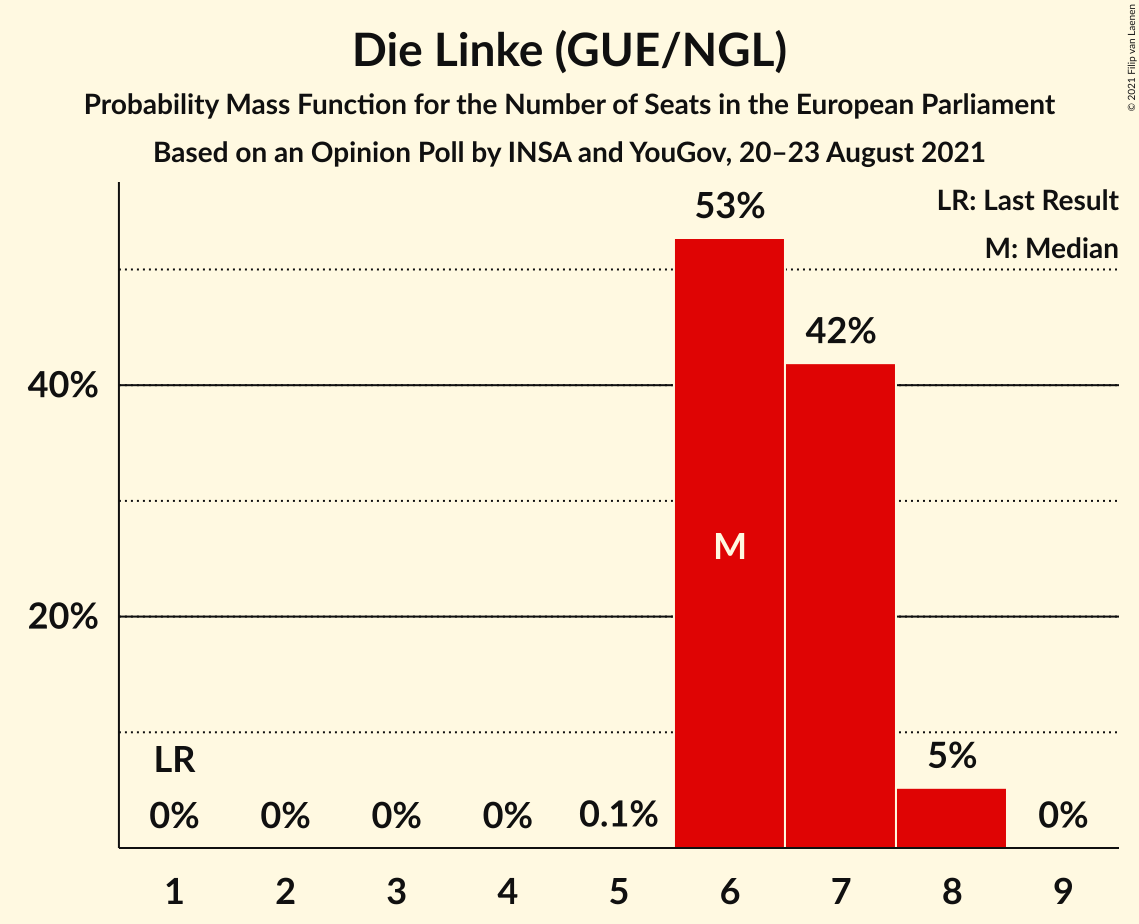 Die Linke (GUE/NGL)
Probability Mass Function for the Number of Seats in the European Parliament
Based on an Opinion Poll by INSA and YouGov, 20–23 August 2021
© 2021 Filip van Laenen
LR: Last Result
M: Median
53%
42%
40%
M
20%
LR
5%
0% 0% 0% 0% 0.1% 0%
1 2 3 4 5 6 7 8 9